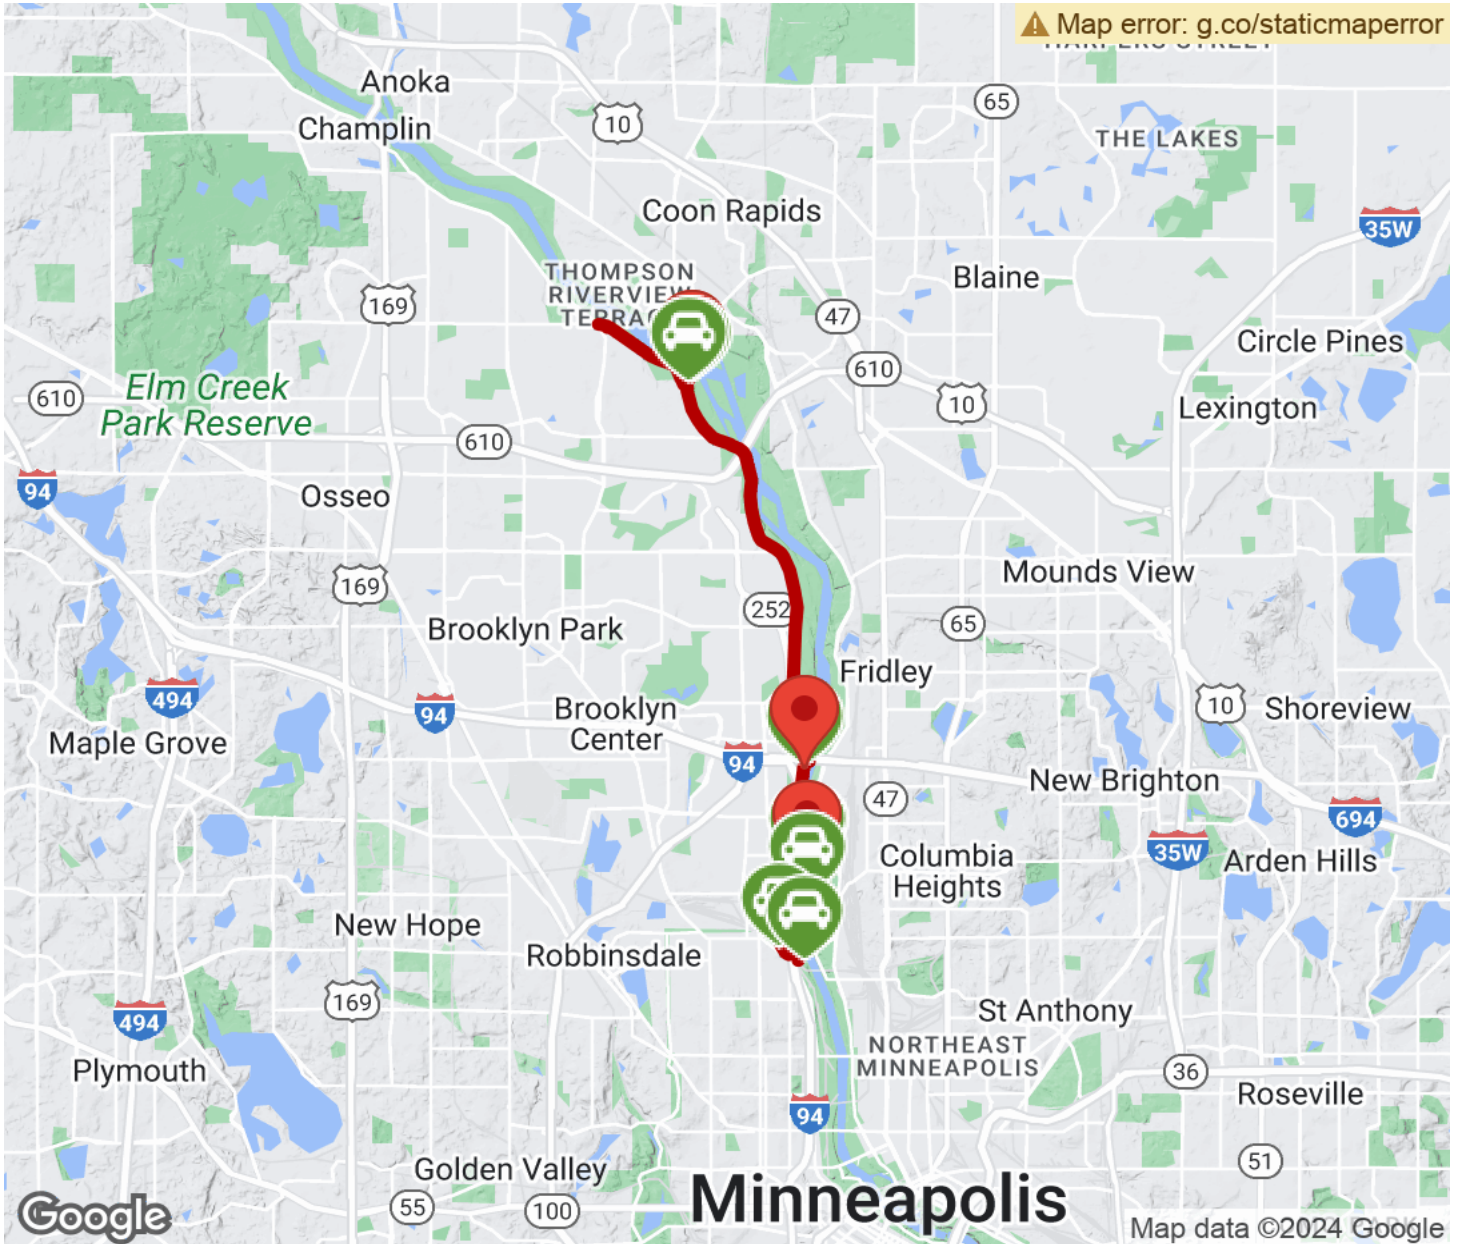 Map error: g.co/staticmaperror
Anoka
65
Champlin
10
THE LAKES
Coon Rapids
35W
THOMPSON
RIVERVIEW
Blaine
169
47
Circle Pines
610
Elm Creek
Park Reserve
610
10
Lexington
610
94
Osseo
169
Mounds View
252
65
Brooklyn Park
Fridley
494
94
10
Brooklyn
Center
Shoreview
Maple Grove
94
New Brighton
47
694
35W
Columbia
Heights
Arden Hills
New Hope
Robbinsdale
169
494
St Anthony
NORTHEAST
MINNEAPOLIS
Plymouth
36
Roseville
94
51
Golden Valley
55
100
Minneapolis
Google
Map data ©2024 Google